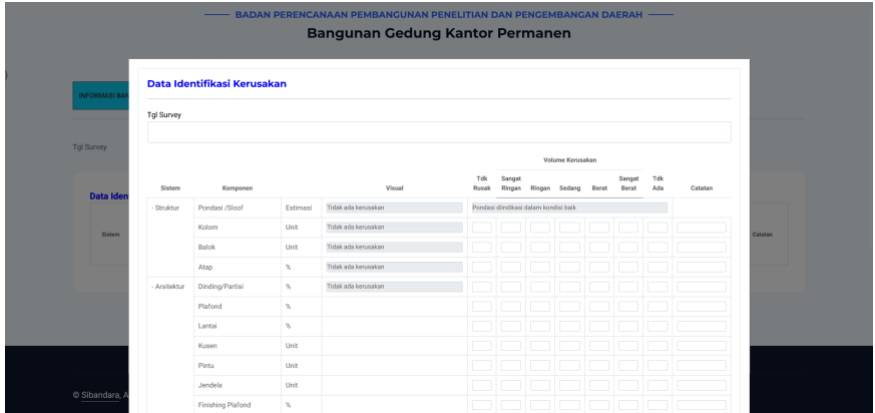 BADAN PERENCANAAN PEMBANGUNAN PENELITIAN DAN PENGEMBANGAN DAERAH
Bangunan Gedung Kantor Permanen
)
INFORMASI BAN
Data Identifikasi Kerusakan
Tgl Survey
Tgl Survey
Data Iden
Volume Kerusakan
Sistem Komponen Visual Tdk Rusak Sangat Ringan Ringan Sedang Berat Sangat Berat Tdk Ada Catatan
Sistem Catatan
- Struktur Pondasi /Sloof Estimasi Tidak ada kerusakan Pondasi diindikasi dalam kondisi baik
Kolom Unit Tidak ada kerusakan
Balok Unit Tidak ada kerusakan
Atap % Tidak ada kerusakan
- Arsitektur Dinding/Partisi % Tidak ada kerusakan
Plafond %
Lantai %
Kusen Unit
Pintu Unit
Jendela Unit
Finishing Plafond %
© Sibandara, A